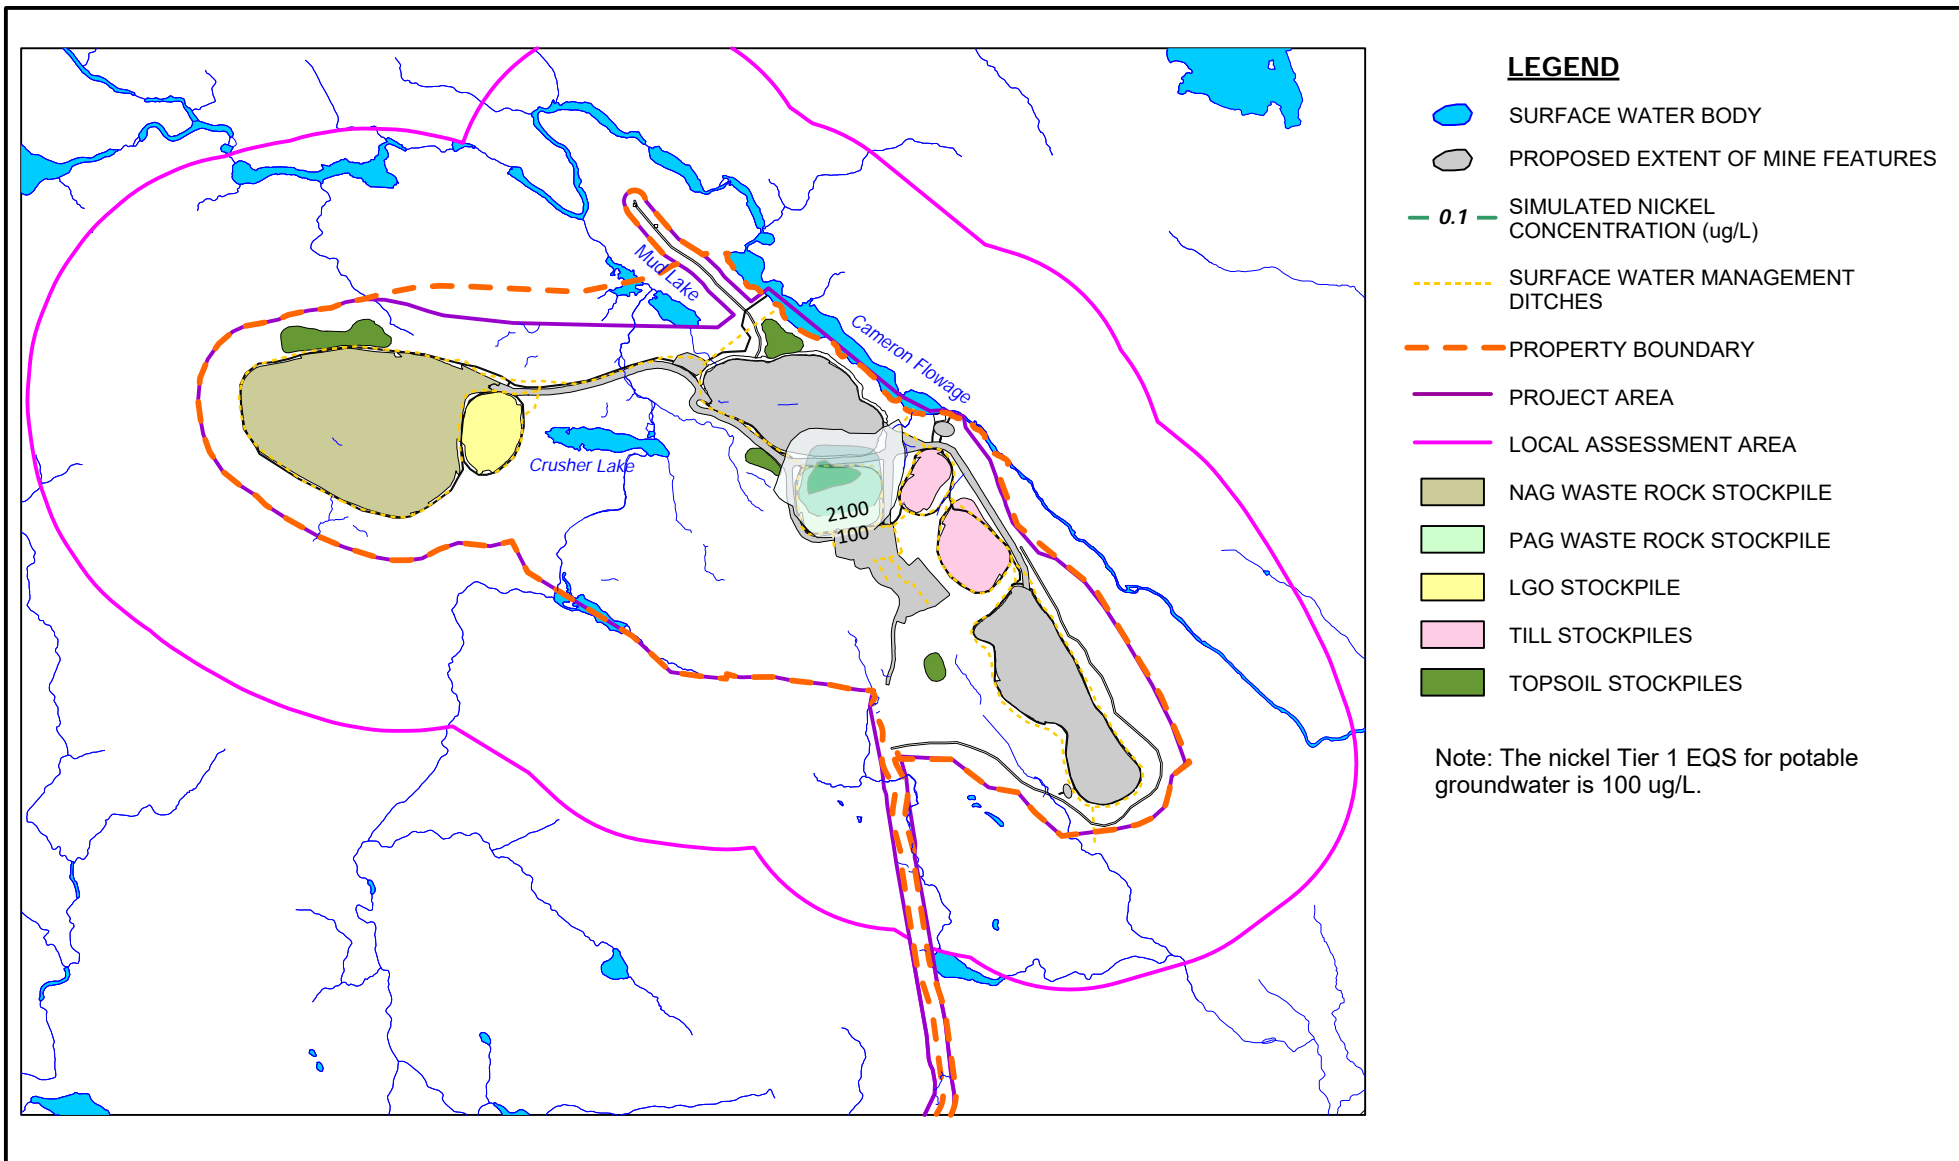 LEGEND
SURFACE WATER BODY
PROPOSED EXTENT OF MINE FEATURES
0.1
SIMULATED NICKEL
CONCENTRATION (ug/L)
SURFACE WATER MANAGEMENT
DITCHES
PROPERTY BOUNDARY
PROJECT AREA
LOCAL ASSESSMENT AREA
NAG WASTE ROCK STOCKPILE
PAG WASTE ROCK STOCKPILE
LGO STOCKPILE
TILL STOCKPILES
TOPSOIL STOCKPILES
Note: The nickel Tier 1 EQS for potable
groundwater is 100 ug/L.
Mud Lake
Cameron Flowage
Crusher Lake
2100
100